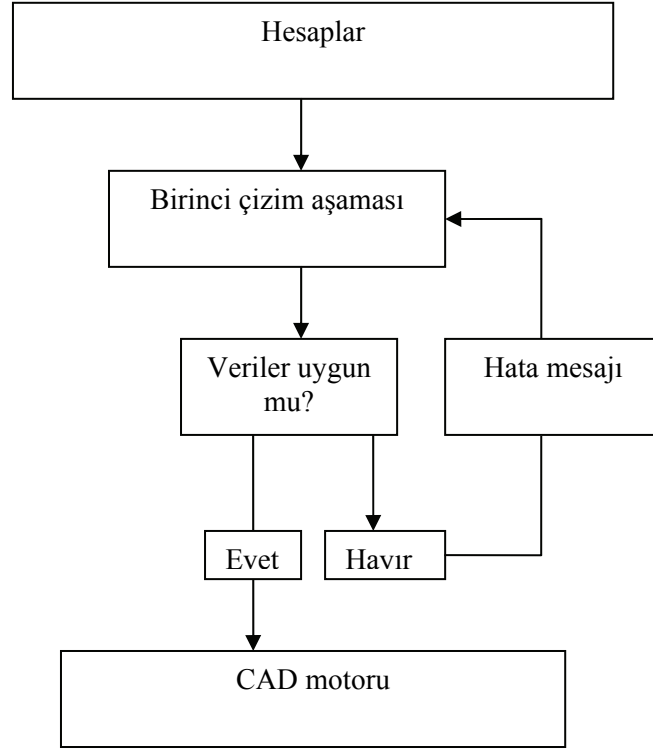 Hesaplar
Birinci çizim aşaması
Veriler uygun
mu?
Hata mesajı
Evet
Havır
CAD motoru